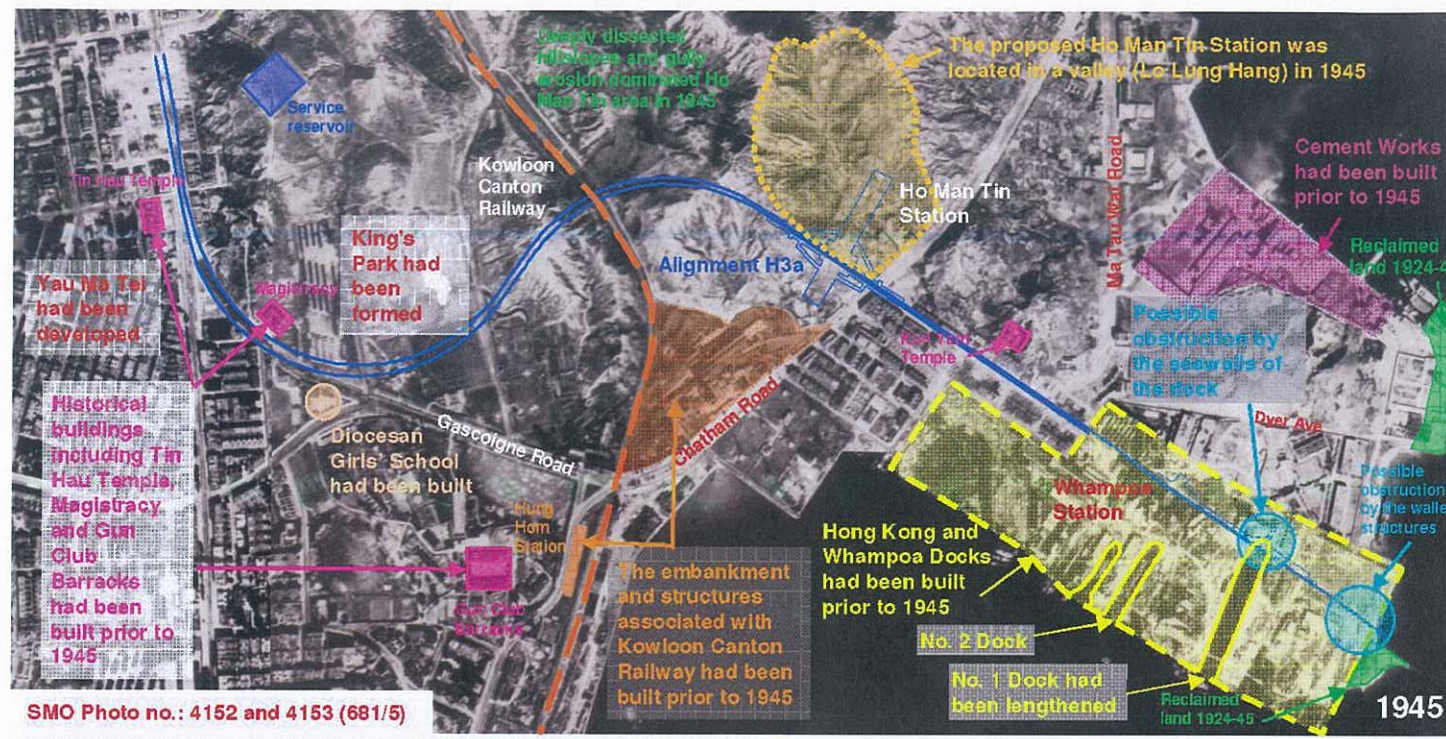 Deeply dissected
hillslopes and gully
erosion dominated Ho
Man Tin area in 1945
The proposed Ho Man Tin Station was
located in a valley (Lo Lung Hang) in 1945
Service
reservoir
Tin Hau Temple
Kowloon
Canton
Railway
Ho Man Tin
Station
Ma Tau Wai Road
Cement Works
had been built
prior to 1945
Reclaimed
land 1924-4
Yau Ma Tei
had been
developed
Magistracy
King's
Park had
been
formed
Alignment H3a
Kun Yam
Temple
Possible
obstruction by
the seawalls of
the dock
Historical
buildings
including Tin
Hau Temple,
Magistracy
and Gun
Club
Barracks
had been
built prior to
1945
Diocesan
Girls' School
had been built
Gascoigne Road
Chatham Road
Dyer Ave
Possible
obstruction
by the walle
structures
Whampoa
Station
Hung
Hom
Station
Gun Club
Barracks
The embankment
and structures
associated with
Kowloon Canton
Railway had been
built prior to 1945
Hong Kong and
Whampoa Docks
had been built
prior to 1945
No. 2 Dock
No. 1 Dock had
been lengthened
Reclaimed
land 1924-45
1945
SMO Photo no.: 4152 and 4153 (681/5)